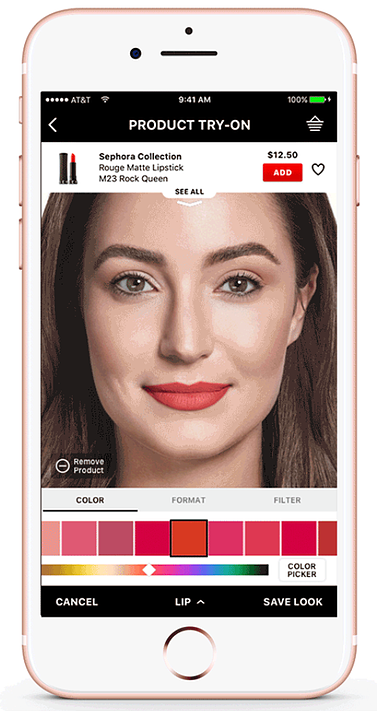 AT&T 9:41 AM 100%
PRODUCT TRY-ON
Sephora Collection
Rouge Matte Lipstick
M23 Rock Queen
$12.50
ADD
SEE ALL
Remove
Product
COLOR FORMAT FILTER
COLOR
PICKER
CANCEL LIP SAVE LOOK